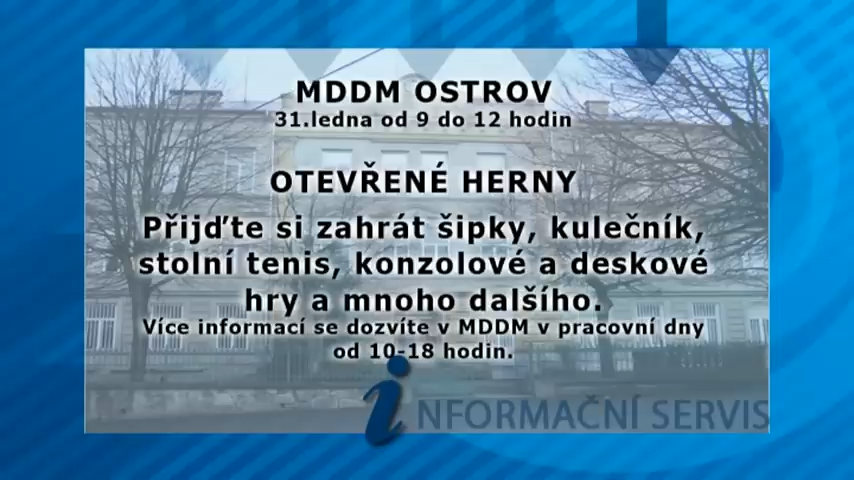 MDDM OSTROV
31.ledna od 9 do 12 hodin
OTEVŘENÉ HERNY
Přijďte si zahrát šipky, kulečník,
stolní tenis, konzolové a deskové
hry a mnoho dalšího.
Více informací se dozvíte v MDDM v pracovní dny
od 10-18 hodin.
iNFORMAČNÍ SERVIS